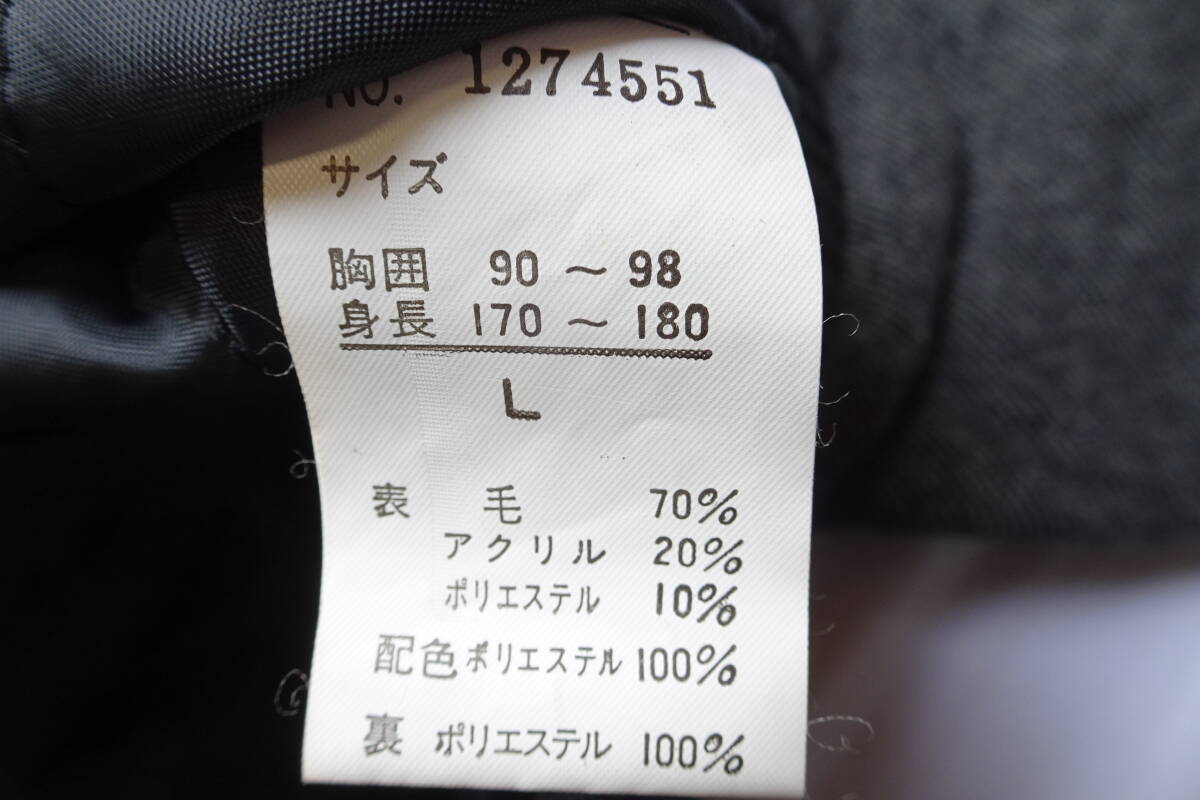 NO. 1274551
サイズ
胸囲 90 ～ 98
身長 170 ～ 180
L
表 毛 70%
アクリル 20%
ポリエステル 10%
配色 ポリエステル 100%
裏 ポリエステル 100%